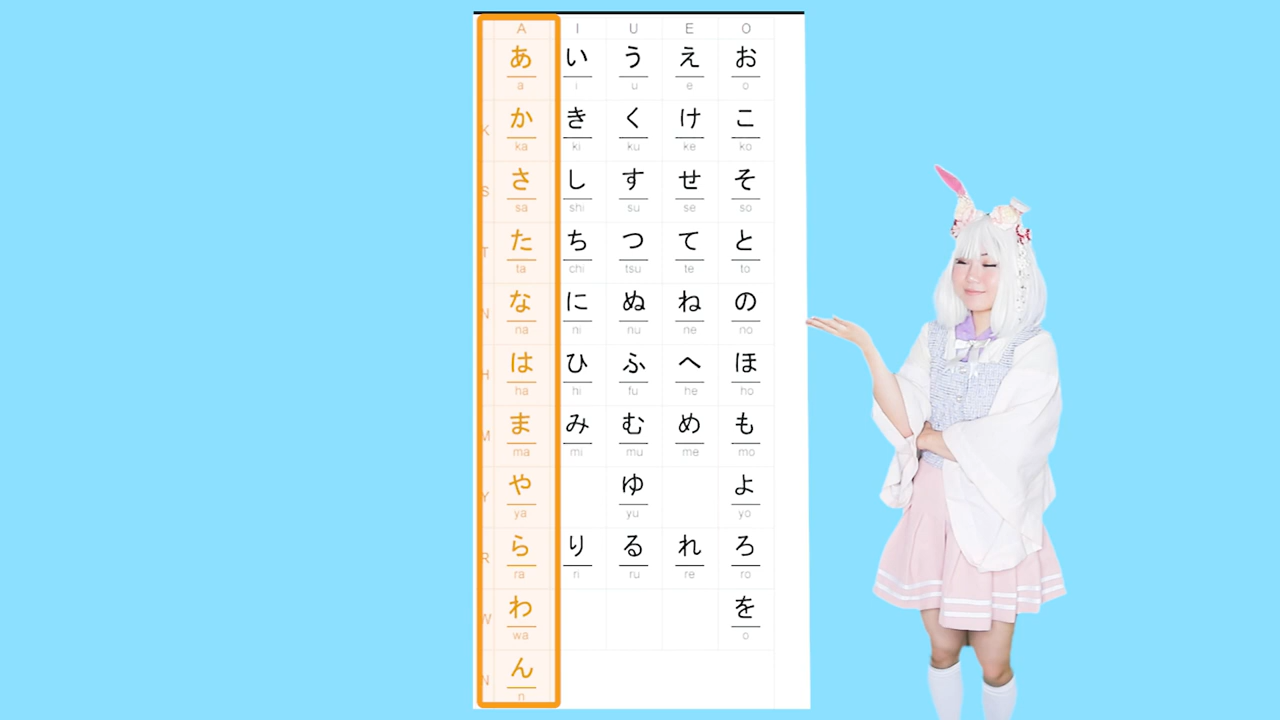 A I U E O
あ い う え お
a i u e o
K か き く け こ
ka ki ku ke ko
S さ し す せ そ
sa shi su se so
T た ち つ て と
ta chi tsu te to
N な に ぬ ね の
na ni nu ne no
H は ひ ふ へ ほ
ha hi fu he ho
M ま み む め も
ma mi mu me mo
Y や ゆ よ
ya yu yo
R ら り る れ ろ
ra ri ru re ro
W わ を
wa o
N ん
n